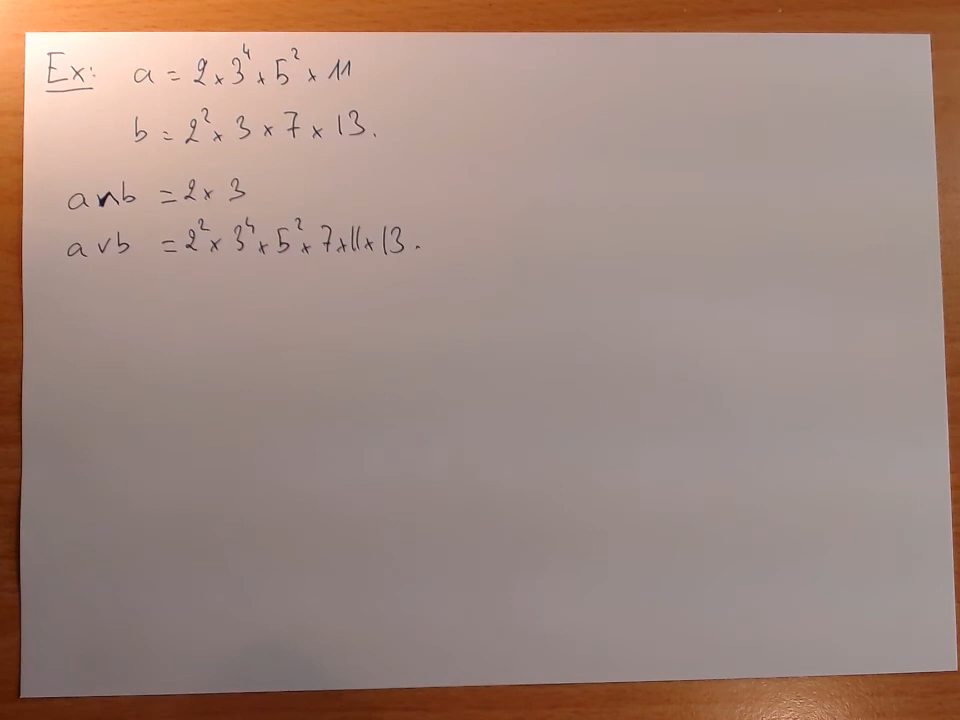 Ex: a = 2 × 3⁴ × 5² × 11
b = 2² × 3 × 7 × 13.
a∧b = 2 × 3
a∨b = 2² × 3⁴ × 5² × 7 × 11 × 13.